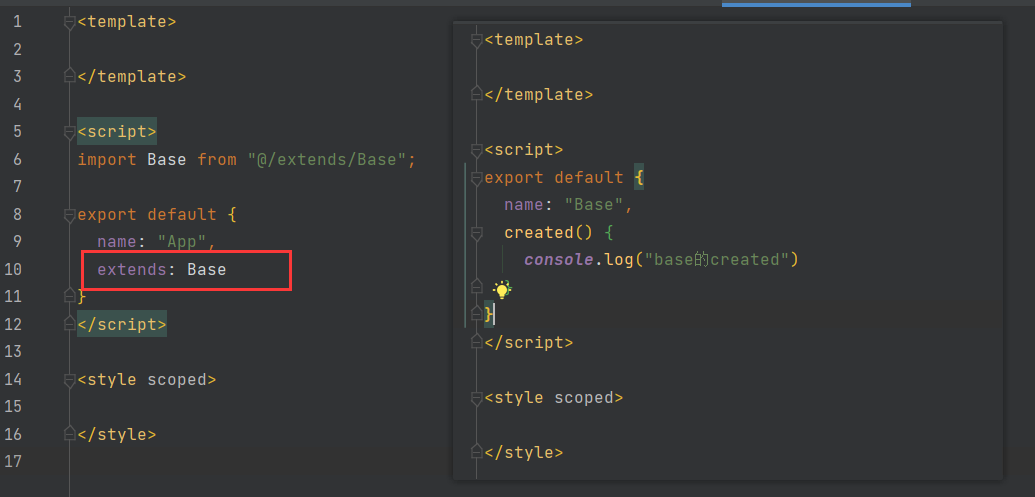 1 <template>
2
3 </template>
4
5 <script>
6 import Base from "@/extends/Base";
7
8 export default {
9   name: "App",
10   extends: Base
11 }
12 </script>
13
14 <style scoped>
15
16 </style>
17
<template>

</template>

<script>
export default {
  name: "Base",
  created() {
    console.log("base的created")
  }
}
</script>

<style scoped>

</style>